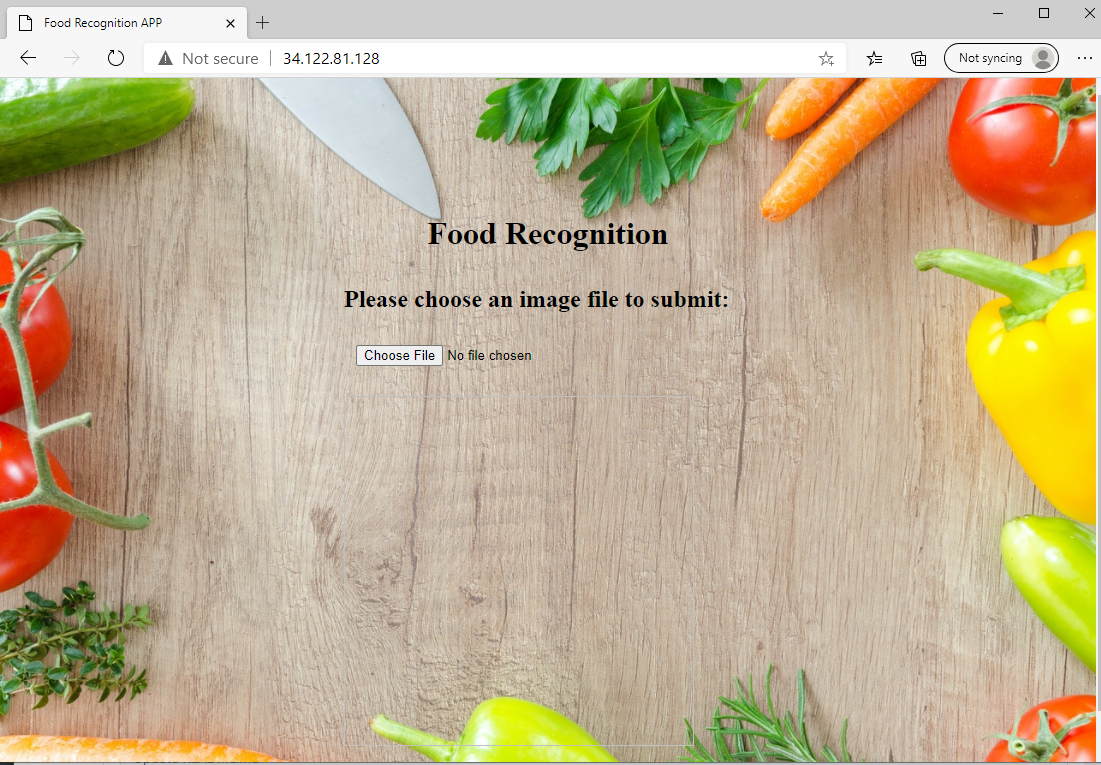 Food Recognition APP
Not secure
34.122.81.128
Not syncing
Food Recognition
Please choose an image file to submit:
Choose File No file chosen